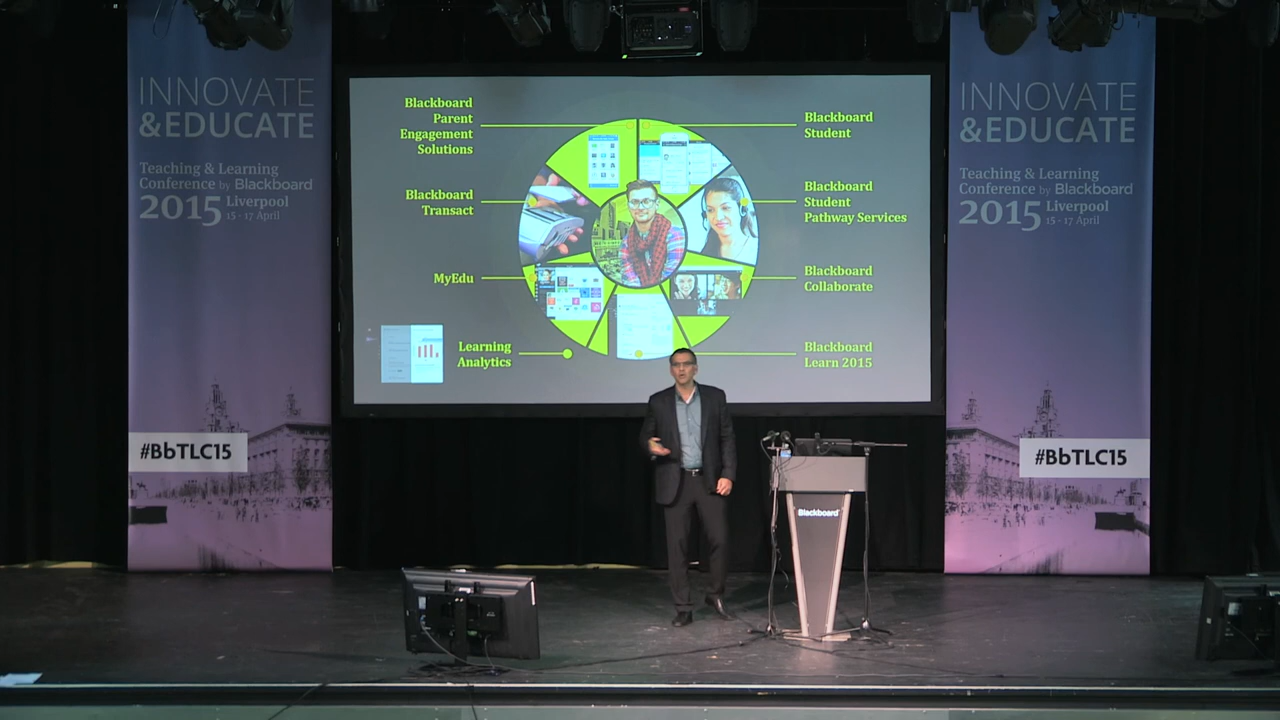 INNOVATE
&EDUCATE
Teaching & Learning
Conference by Blackboard
2015 Liverpool
15 - 17 April
#BbTLC15
Blackboard
Parent
Engagement
Solutions
Blackboard
Transact
MyEdu
Learning
Analytics
Blackboard
Student
Blackboard
Student
Pathway Services
Blackboard
Collaborate
Blackboard
Learn 2015
Blackboard
INNOVATE
&EDUCATE
Teaching & Learning
Conference by Blackboard
2015 Liverpool
15 - 17 April
#BbTLC15